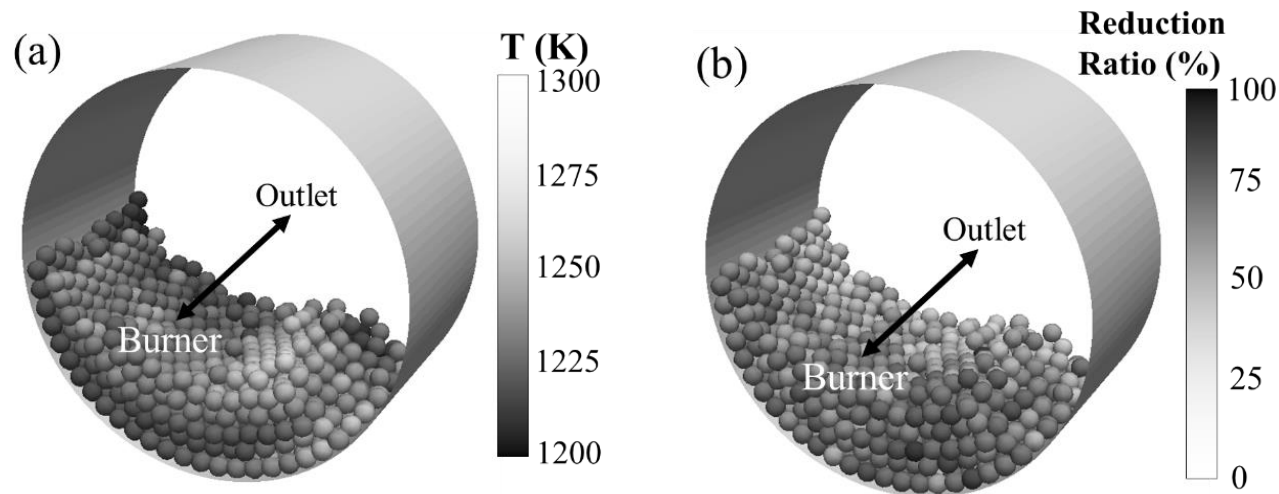 (a)
T (K)
1300
1275
1250
1225
1200
Outlet
Burner
(b)
Reduction
Ratio (%)
100
75
50
25
0
Outlet
Burner